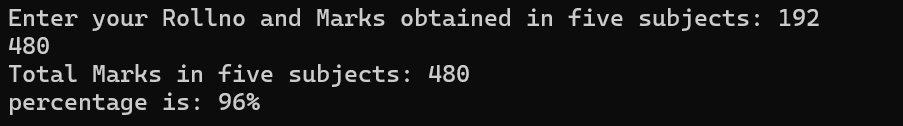 Enter your Rollno and Marks obtained in five subjects: 192
480
Total Marks in five subjects: 480
percentage is: 96%